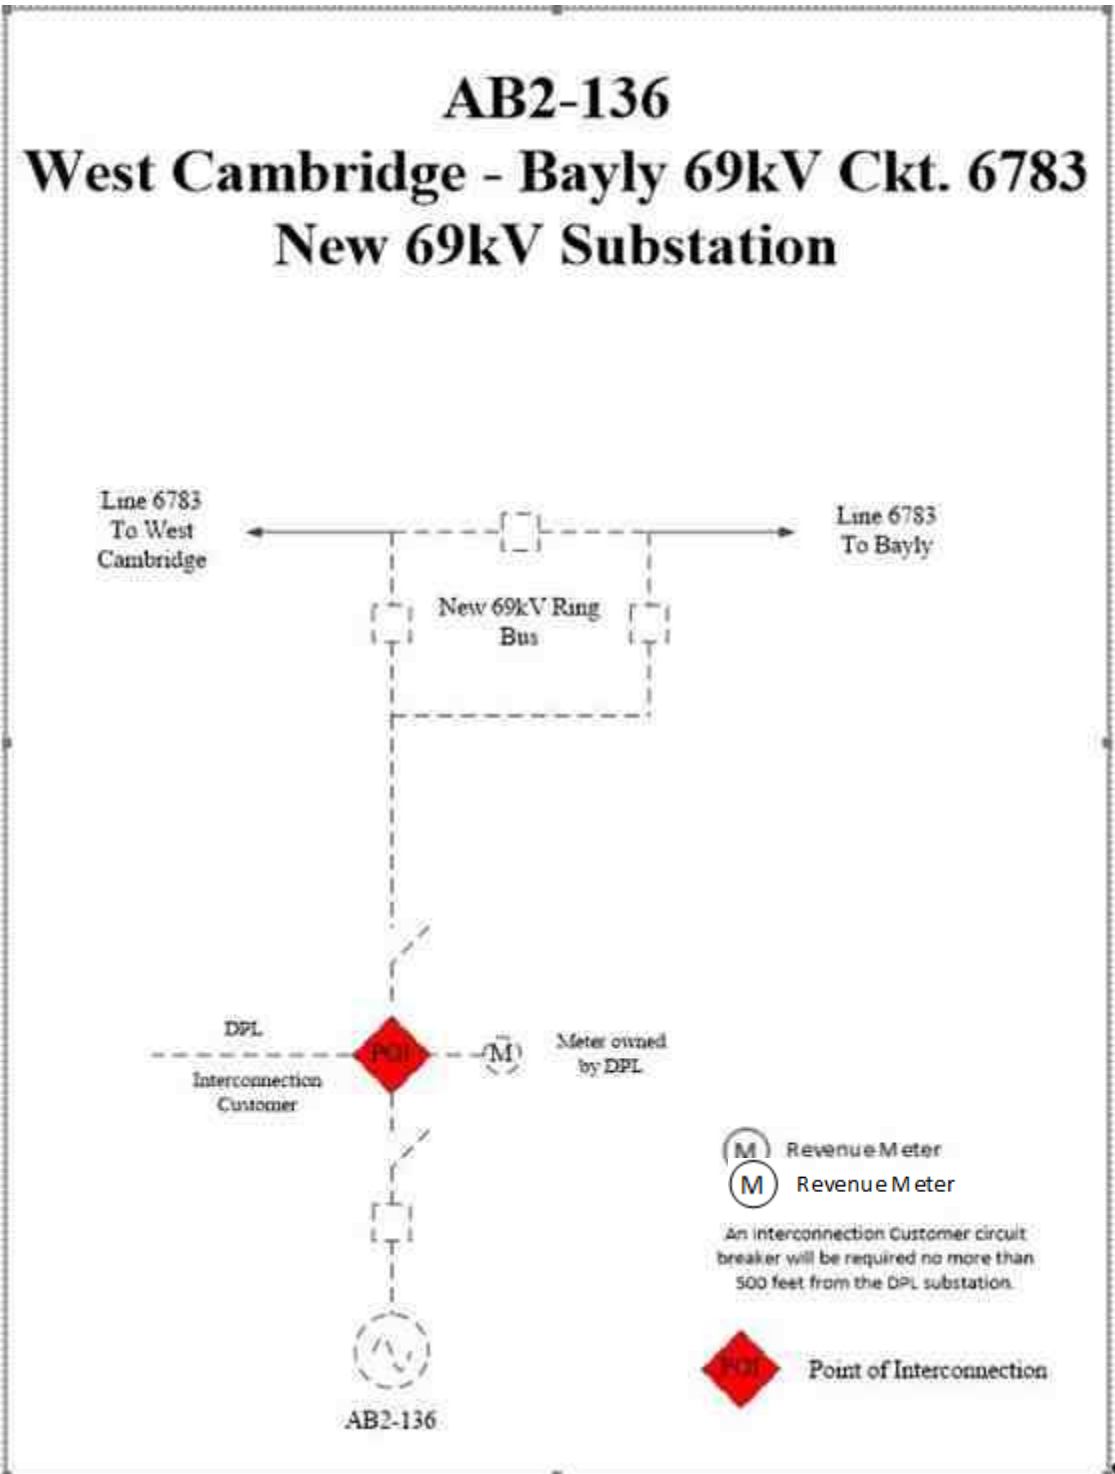 AB2-136
West Cambridge - Bayly 69kV Ckt. 6783
New 69kV Substation
Line 6783
To West
Cambridge
Line 6783
To Bayly
New 69kV Ring
Bus
DPL
POI
M
Meter owned
by DPL
Interconnection
Customer
M Revenue Meter
M Revenue Meter
An Interconnection Customer circuit
breaker will be required no more than
500 feet from the DPL substation.
POI Point of Interconnection
AB2-136